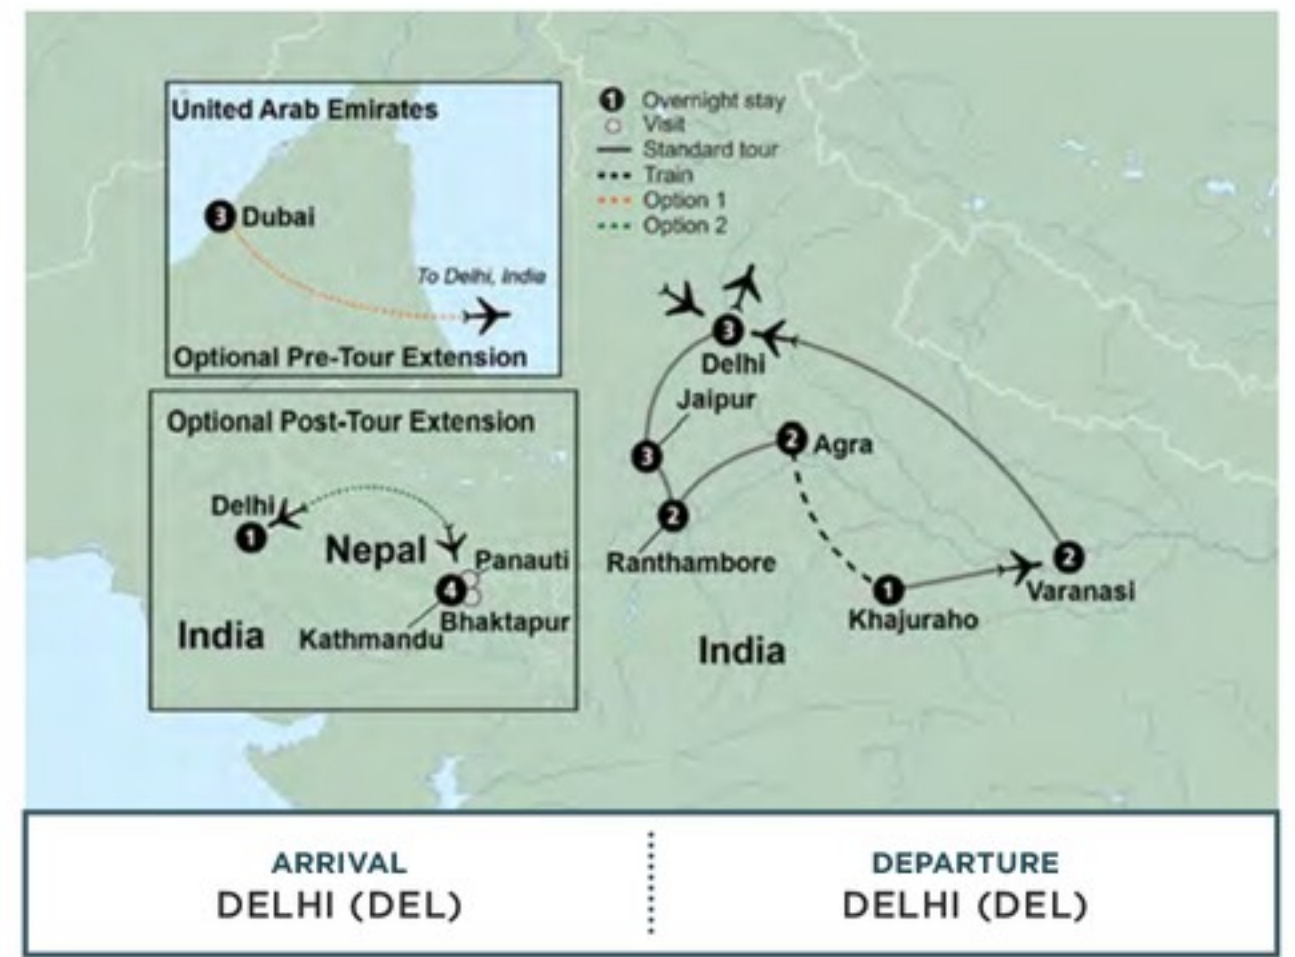 United Arab Emirates
3 Dubai
To Delhi, India
Optional Pre-Tour Extension
1 Overnight stay
Visit
Standard tour
Train
Option 1
Option 2
Optional Post-Tour Extension
Delhi
1
Nepal
Panauti
4
Bhaktapur
Kathmandu
India
3
Delhi
Jaipur
3
2 Agra
2
Ranthambore
1
Khajuraho
2
Varanasi
India
ARRIVAL
DELHI (DEL)
DEPARTURE
DELHI (DEL)